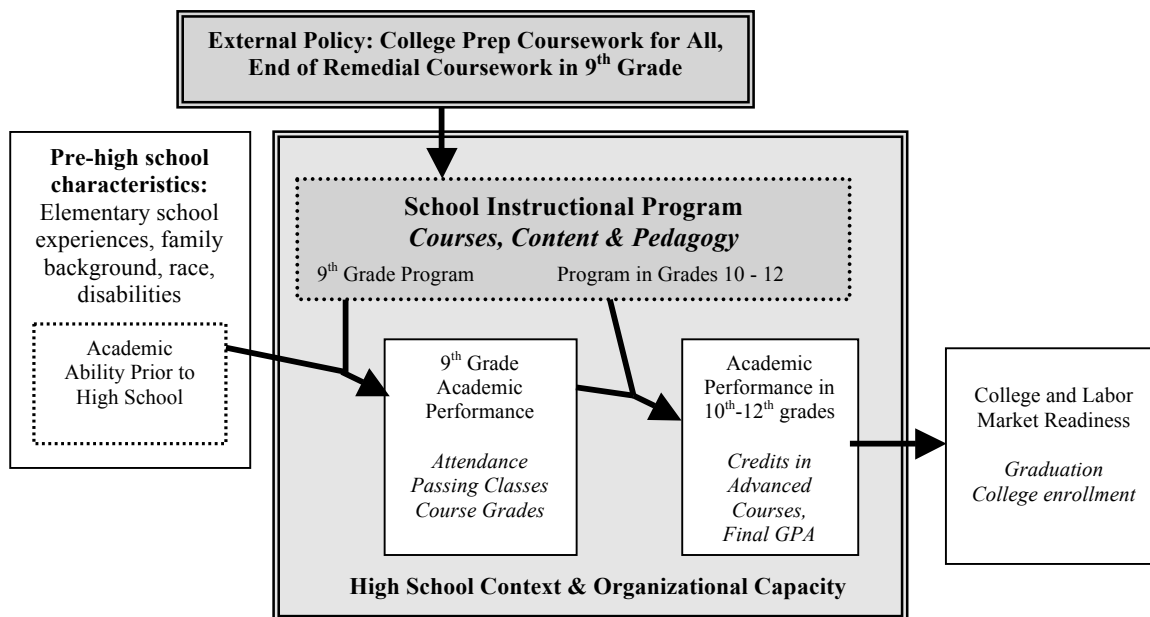 External Policy: College Prep Coursework for All,
End of Remedial Coursework in 9th Grade
Pre-high school
characteristics:
Elementary school
experiences, family
background, race,
disabilities
Academic
Ability Prior to
High School
School Instructional Program
Courses, Content & Pedagogy
9th Grade Program
Program in Grades 10 - 12
9th Grade
Academic
Performance
Attendance
Passing Classes
Course Grades
Academic
Performance in
10th-12th grades
Credits in
Advanced
Courses,
Final GPA
College and Labor
Market Readiness
Graduation
College enrollment
High School Context & Organizational Capacity